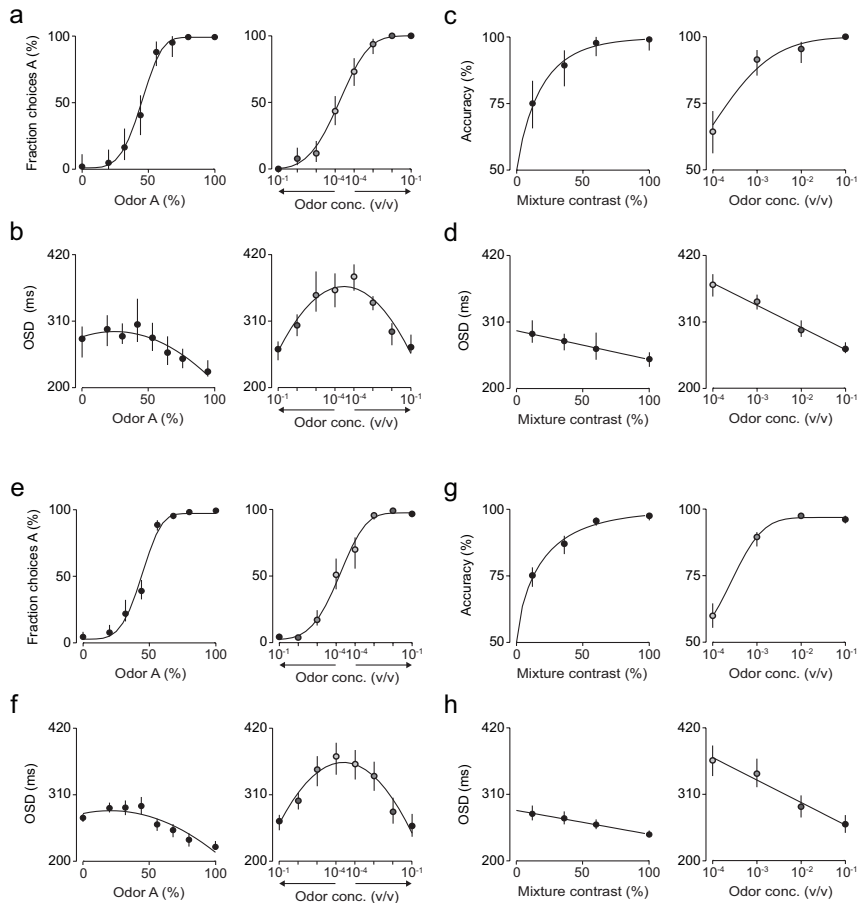 a
Fraction choices A (%)
100
50
0
0 50 100
Odor A (%)
10⁻¹ 10⁻⁴ 10⁻⁴ 10⁻¹
Odor conc. (v/v)
c
Accuracy (%)
100
75
50
0 50 100
Mixture contrast (%)
100
75
50
10⁻⁴ 10⁻³ 10⁻² 10⁻¹
Odor conc. (v/v)
b
OSD (ms)
420
310
200
0 50 100
Odor A (%)
420
310
200
10⁻¹ 10⁻⁴ 10⁻⁴ 10⁻¹
Odor conc. (v/v)
d
OSD (ms)
420
310
200
0 50 100
Mixture contrast (%)
420
310
200
10⁻⁴ 10⁻³ 10⁻² 10⁻¹
Odor conc. (v/v)
e
Fraction choices A (%)
100
50
0
0 50 100
Odor A (%)
100
50
0
10⁻¹ 10⁻⁴ 10⁻⁴ 10⁻¹
Odor conc. (v/v)
g
Accuracy (%)
100
75
50
0 50 100
Mixture contrast (%)
100
75
50
10⁻⁴ 10⁻³ 10⁻² 10⁻¹
Odor conc. (v/v)
f
OSD (ms)
420
310
200
0 50 100
Odor A (%)
420
310
200
10⁻¹ 10⁻⁴ 10⁻⁴ 10⁻¹
Odor conc. (v/v)
h
OSD (ms)
420
310
200
0 50 100
Mixture contrast (%)
420
310
200
10⁻⁴ 10⁻³ 10⁻² 10⁻¹
Odor conc. (v/v)